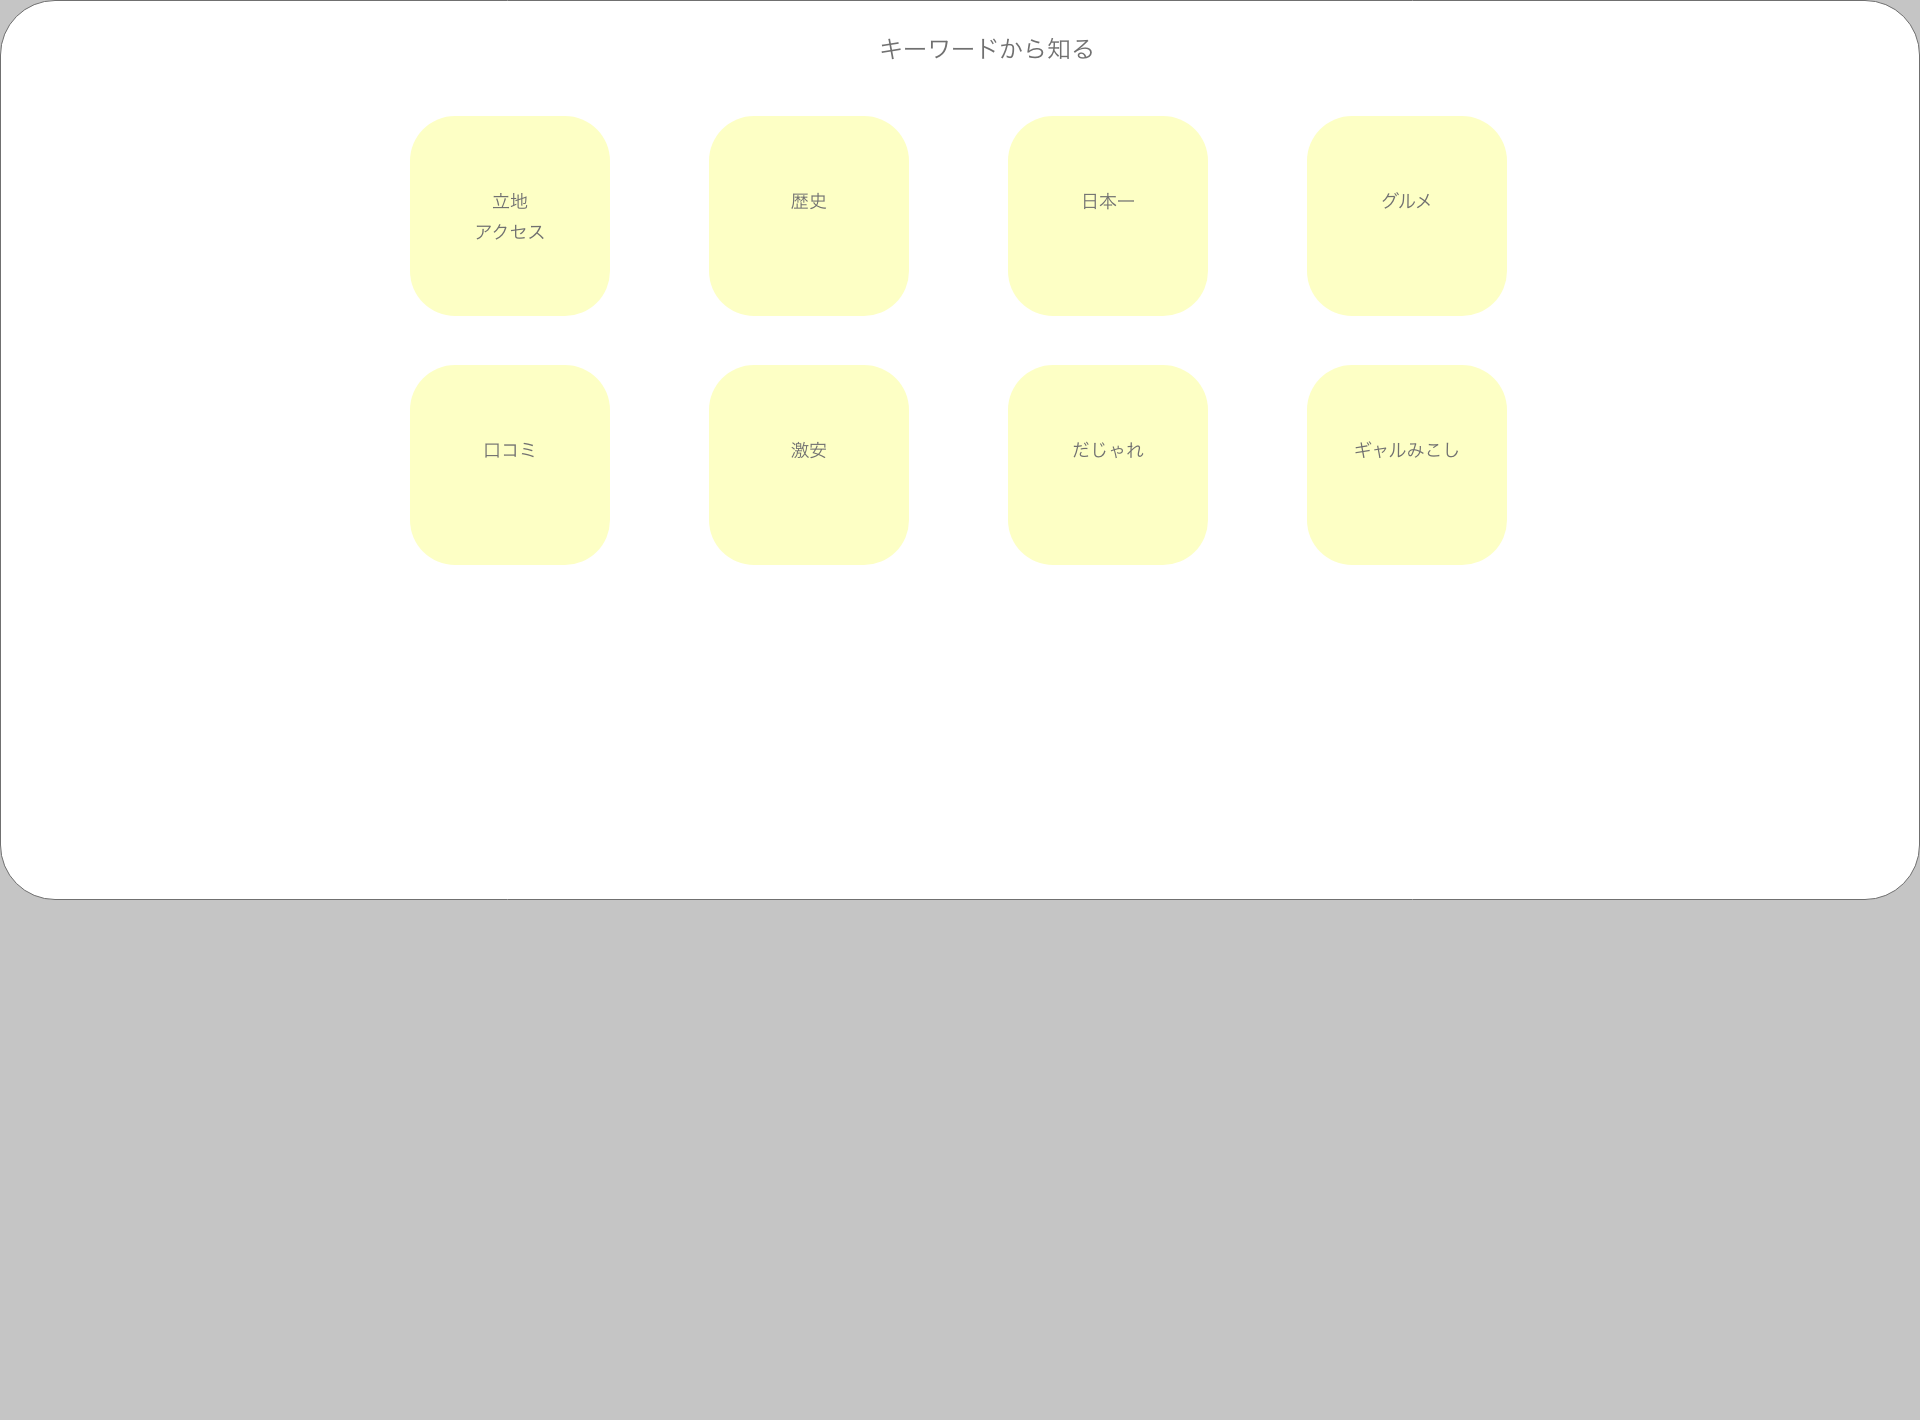 キーワードから知る
立地
アクセス
歴史
日本一
グルメ
口コミ
激安
だじゃれ
ギャルみこし